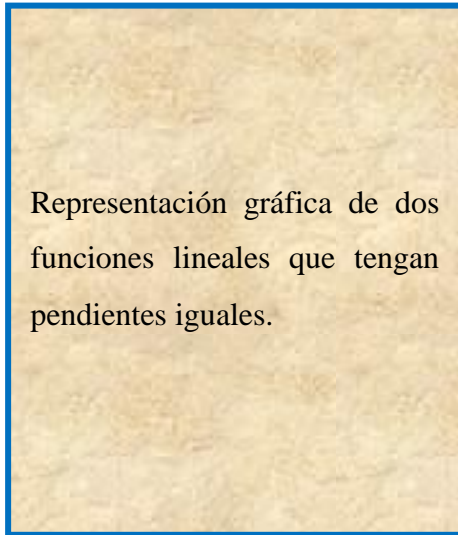 Representación gráfica de dos
funciones lineales que tengan
pendientes iguales.